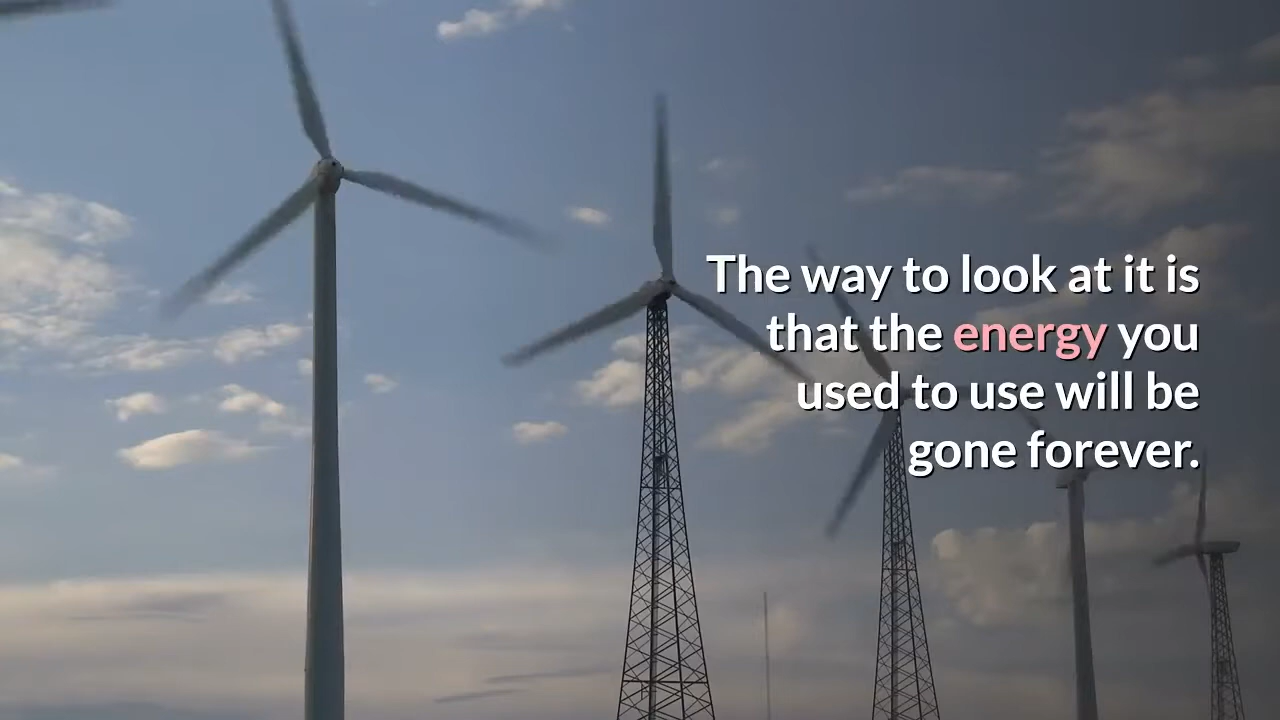 The way to look at it is
that the energy you
used to use will be
gone forever.